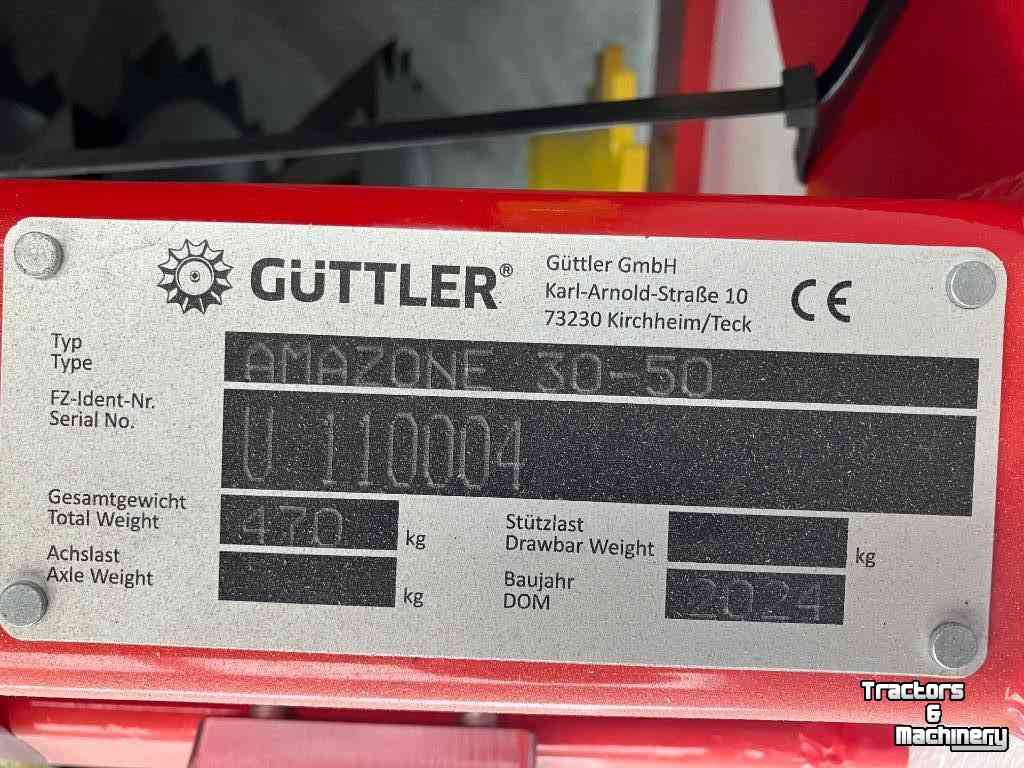 GÜTTLER®
Güttler GmbH
Karl-Arnold-Straße 10
73230 Kirchheim/Teck
CE
Typ
Type
AMAZONE 30-50
FZ-Ident-Nr.
Serial No.
U 110004
Gesamtgewicht
Total Weight
470 kg
Stützlast
Drawbar Weight
kg
Achslast
Axle Weight
kg
Baujahr
DOM
2024
Tractors
&
Machinery